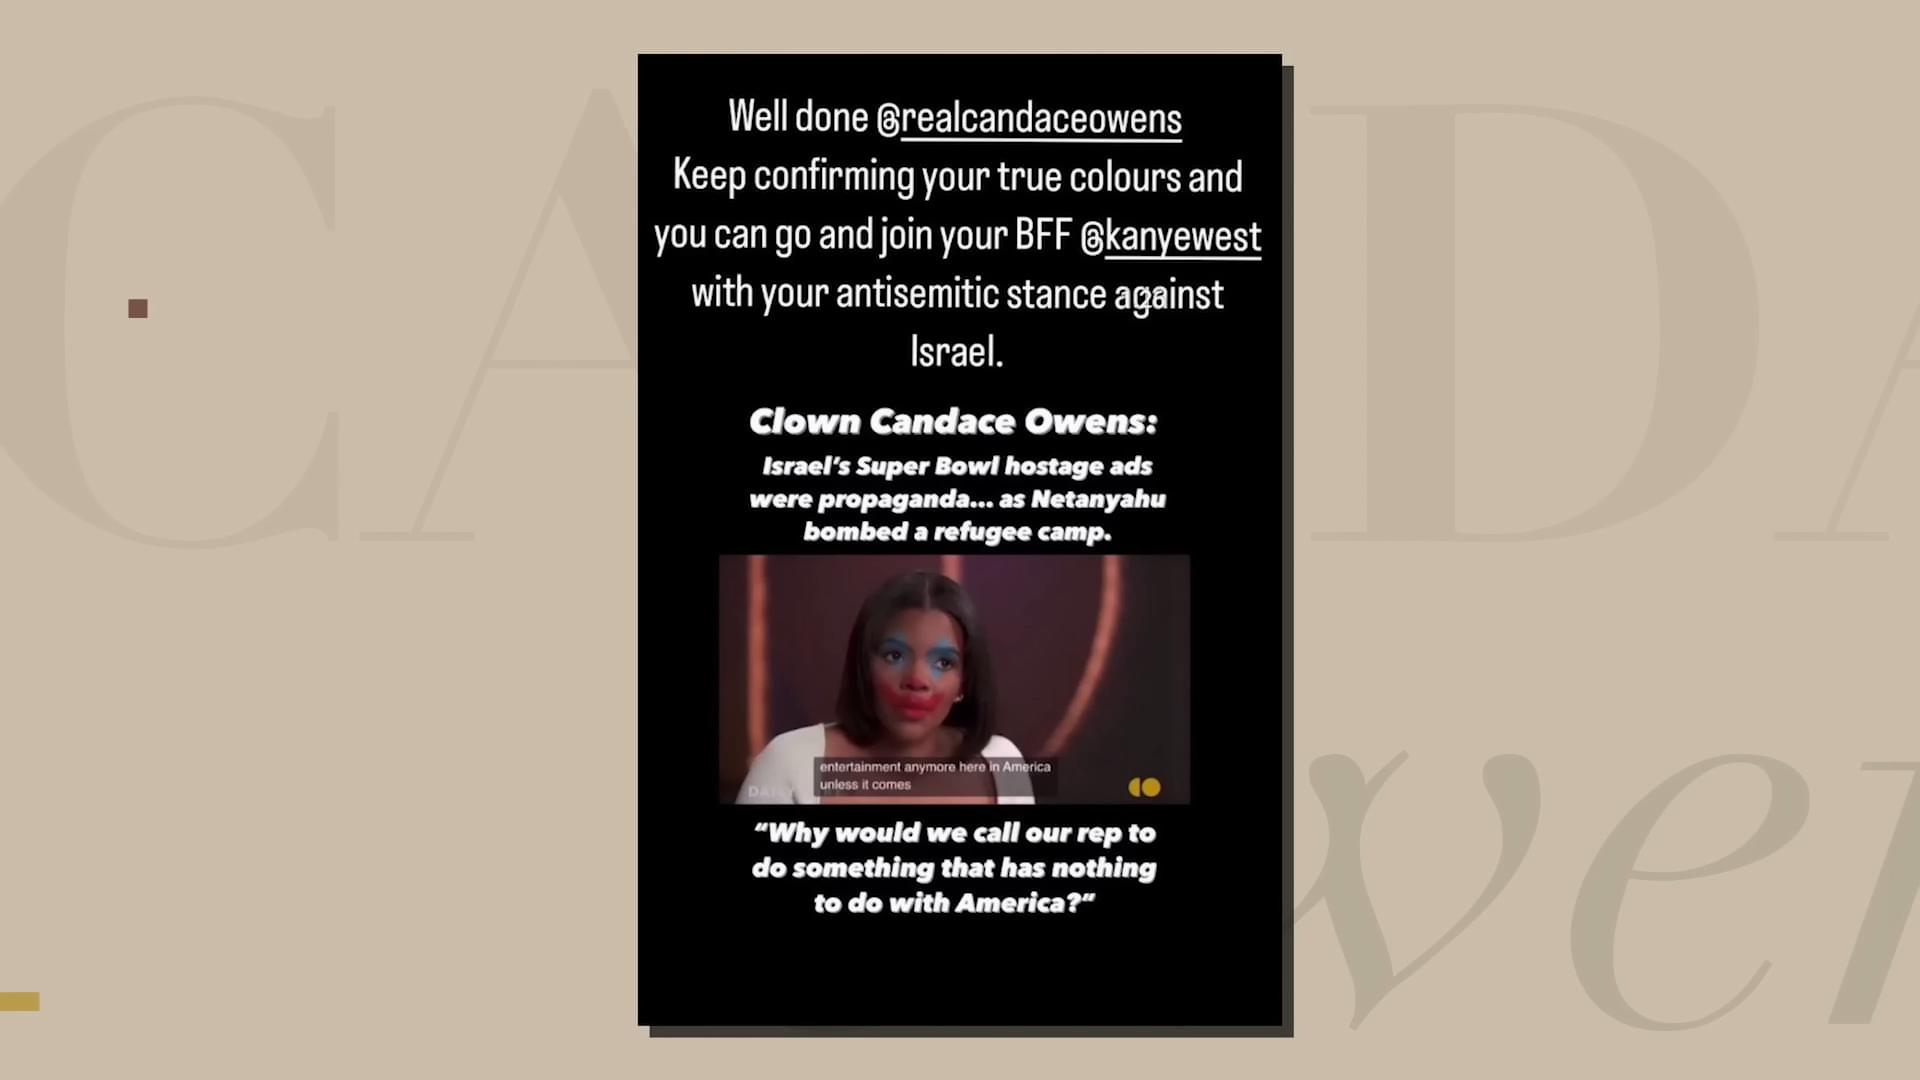 CA
DA
wer
Well done @realcandaceowens
Keep confirming your true colours and
you can go and join your BFF @kanyewest
with your antisemitic stance against
Israel.
Clown Candace Owens:
Israel's Super Bowl hostage ads
were propaganda... as Netanyahu
bombed a refugee camp.
entertainment anymore here in America
unless it comes
“Why would we call our rep to
do something that has nothing
to do with America?”